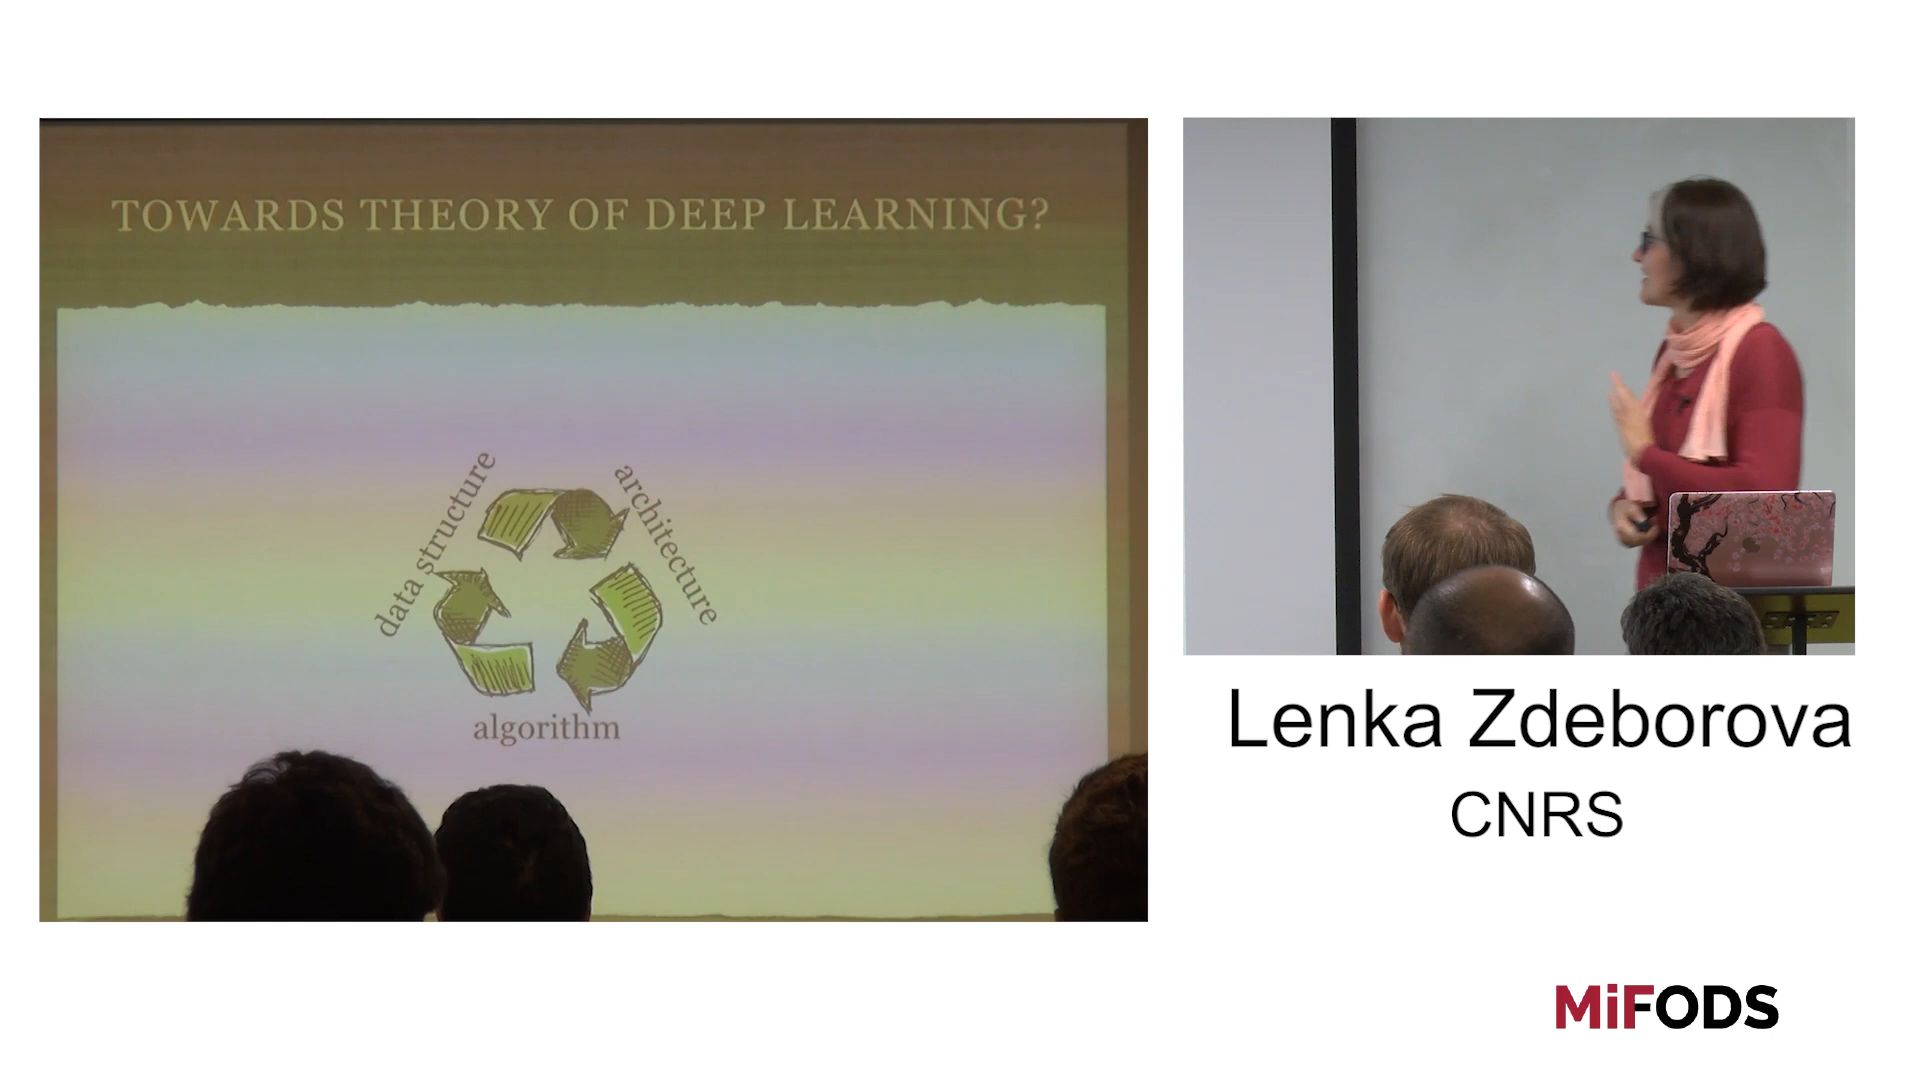 TOWARDS THEORY OF DEEP LEARNING?
data structure
architecture
algorithm
Lenka Zdeborova
CNRS
MiFODS